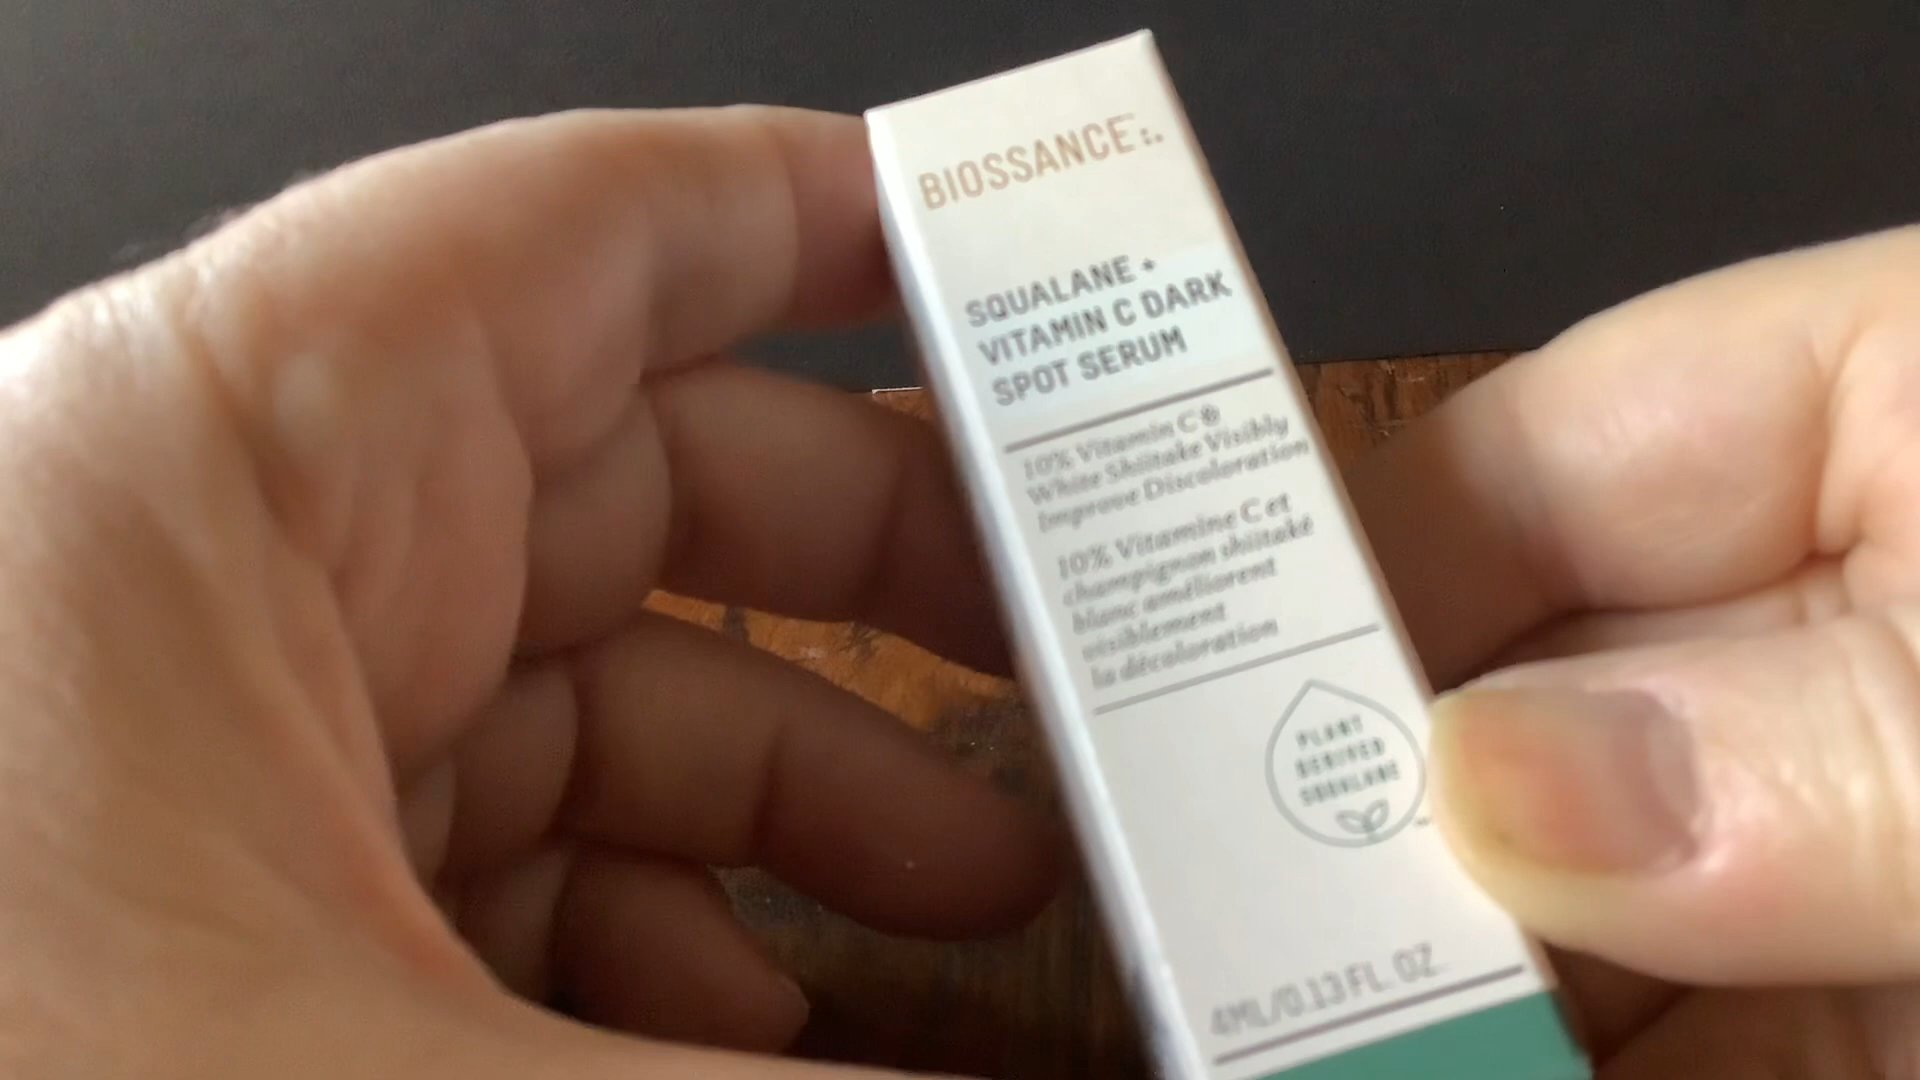 BIOSSANCE™
SQUALANE +
VITAMIN C DARK
SPOT SERUM
10% Vitamin C &
White Shiitake Visibly
Improve Discoloration
10% Vitamine C et
champignon shiitaké
blanc améliorent
visiblement
la décoloration
PLANT
DERIVED
SQUALANE
4ML/0.13 FL. OZ.